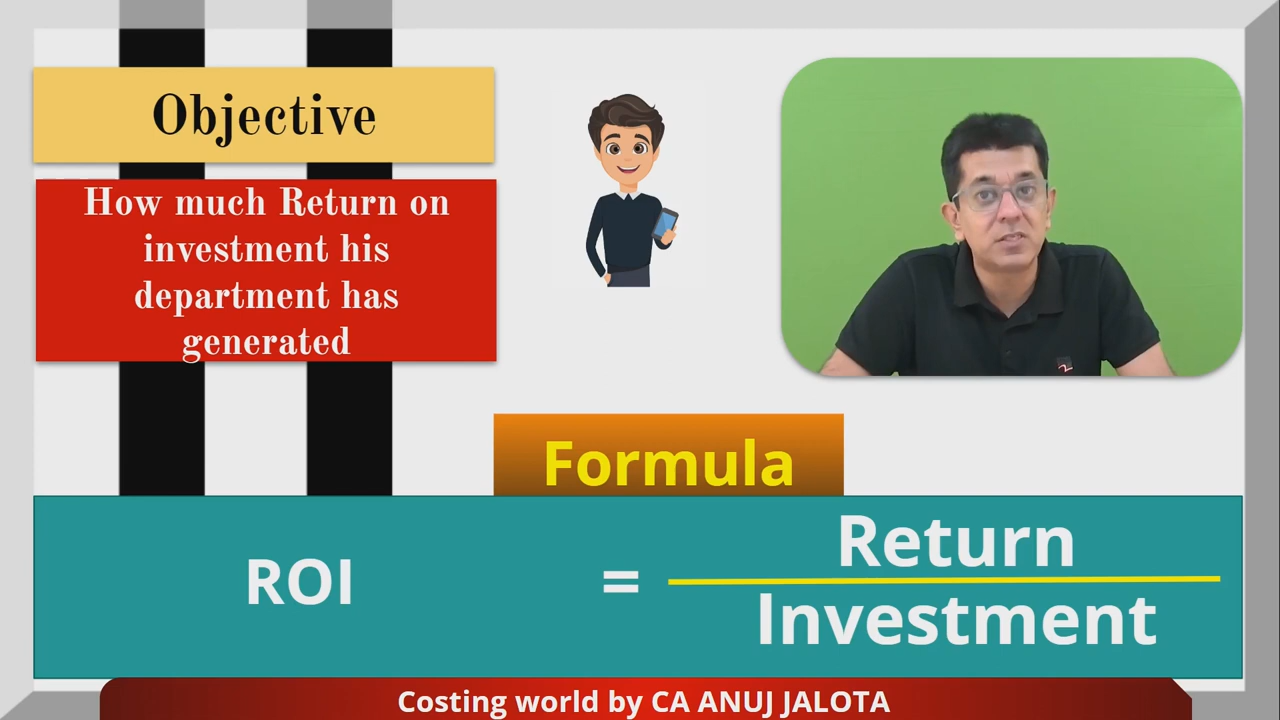 Objective
How much Return on
investment his
department has
generated
Formula
ROI = Return
Investment
Costing world by CA ANUJ JALOTA